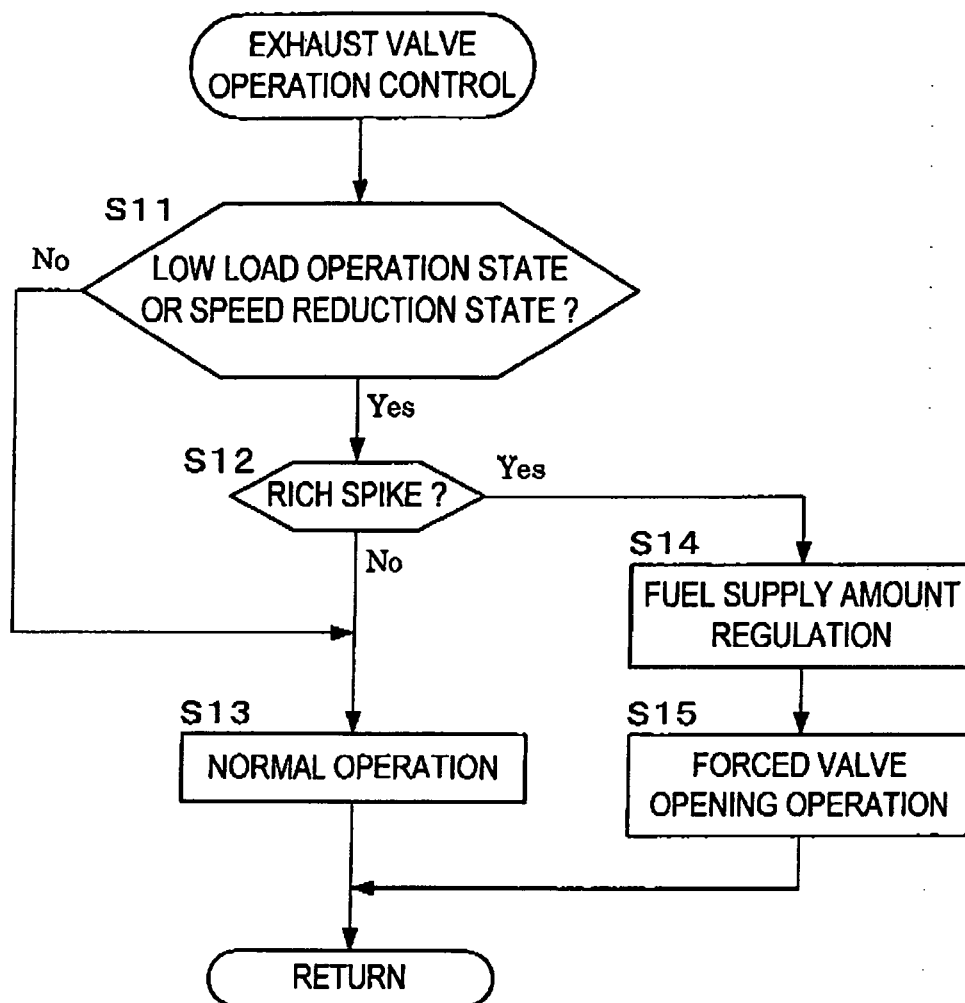 EXHAUST VALVE
OPERATION CONTROL
S11
No
LOW LOAD OPERATION STATE
OR SPEED REDUCTION STATE ?
Yes
S12
RICH SPIKE ?
Yes
No
S14
FUEL SUPPLY AMOUNT
REGULATION
S13
NORMAL OPERATION
S15
FORCED VALVE
OPENING OPERATION
RETURN